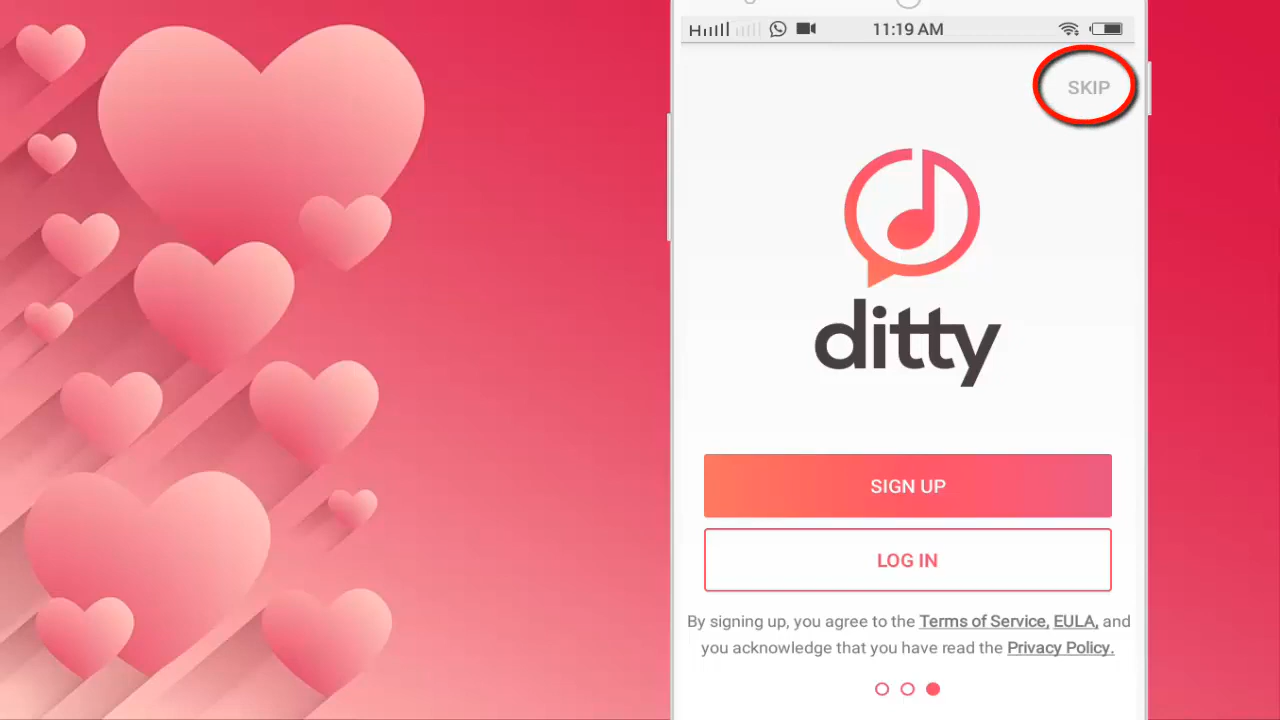 H 11:19 AM
SKIP
ditty
SIGN UP
LOG IN
By signing up, you agree to the Terms of Service, EULA, and
you acknowledge that you have read the Privacy Policy.